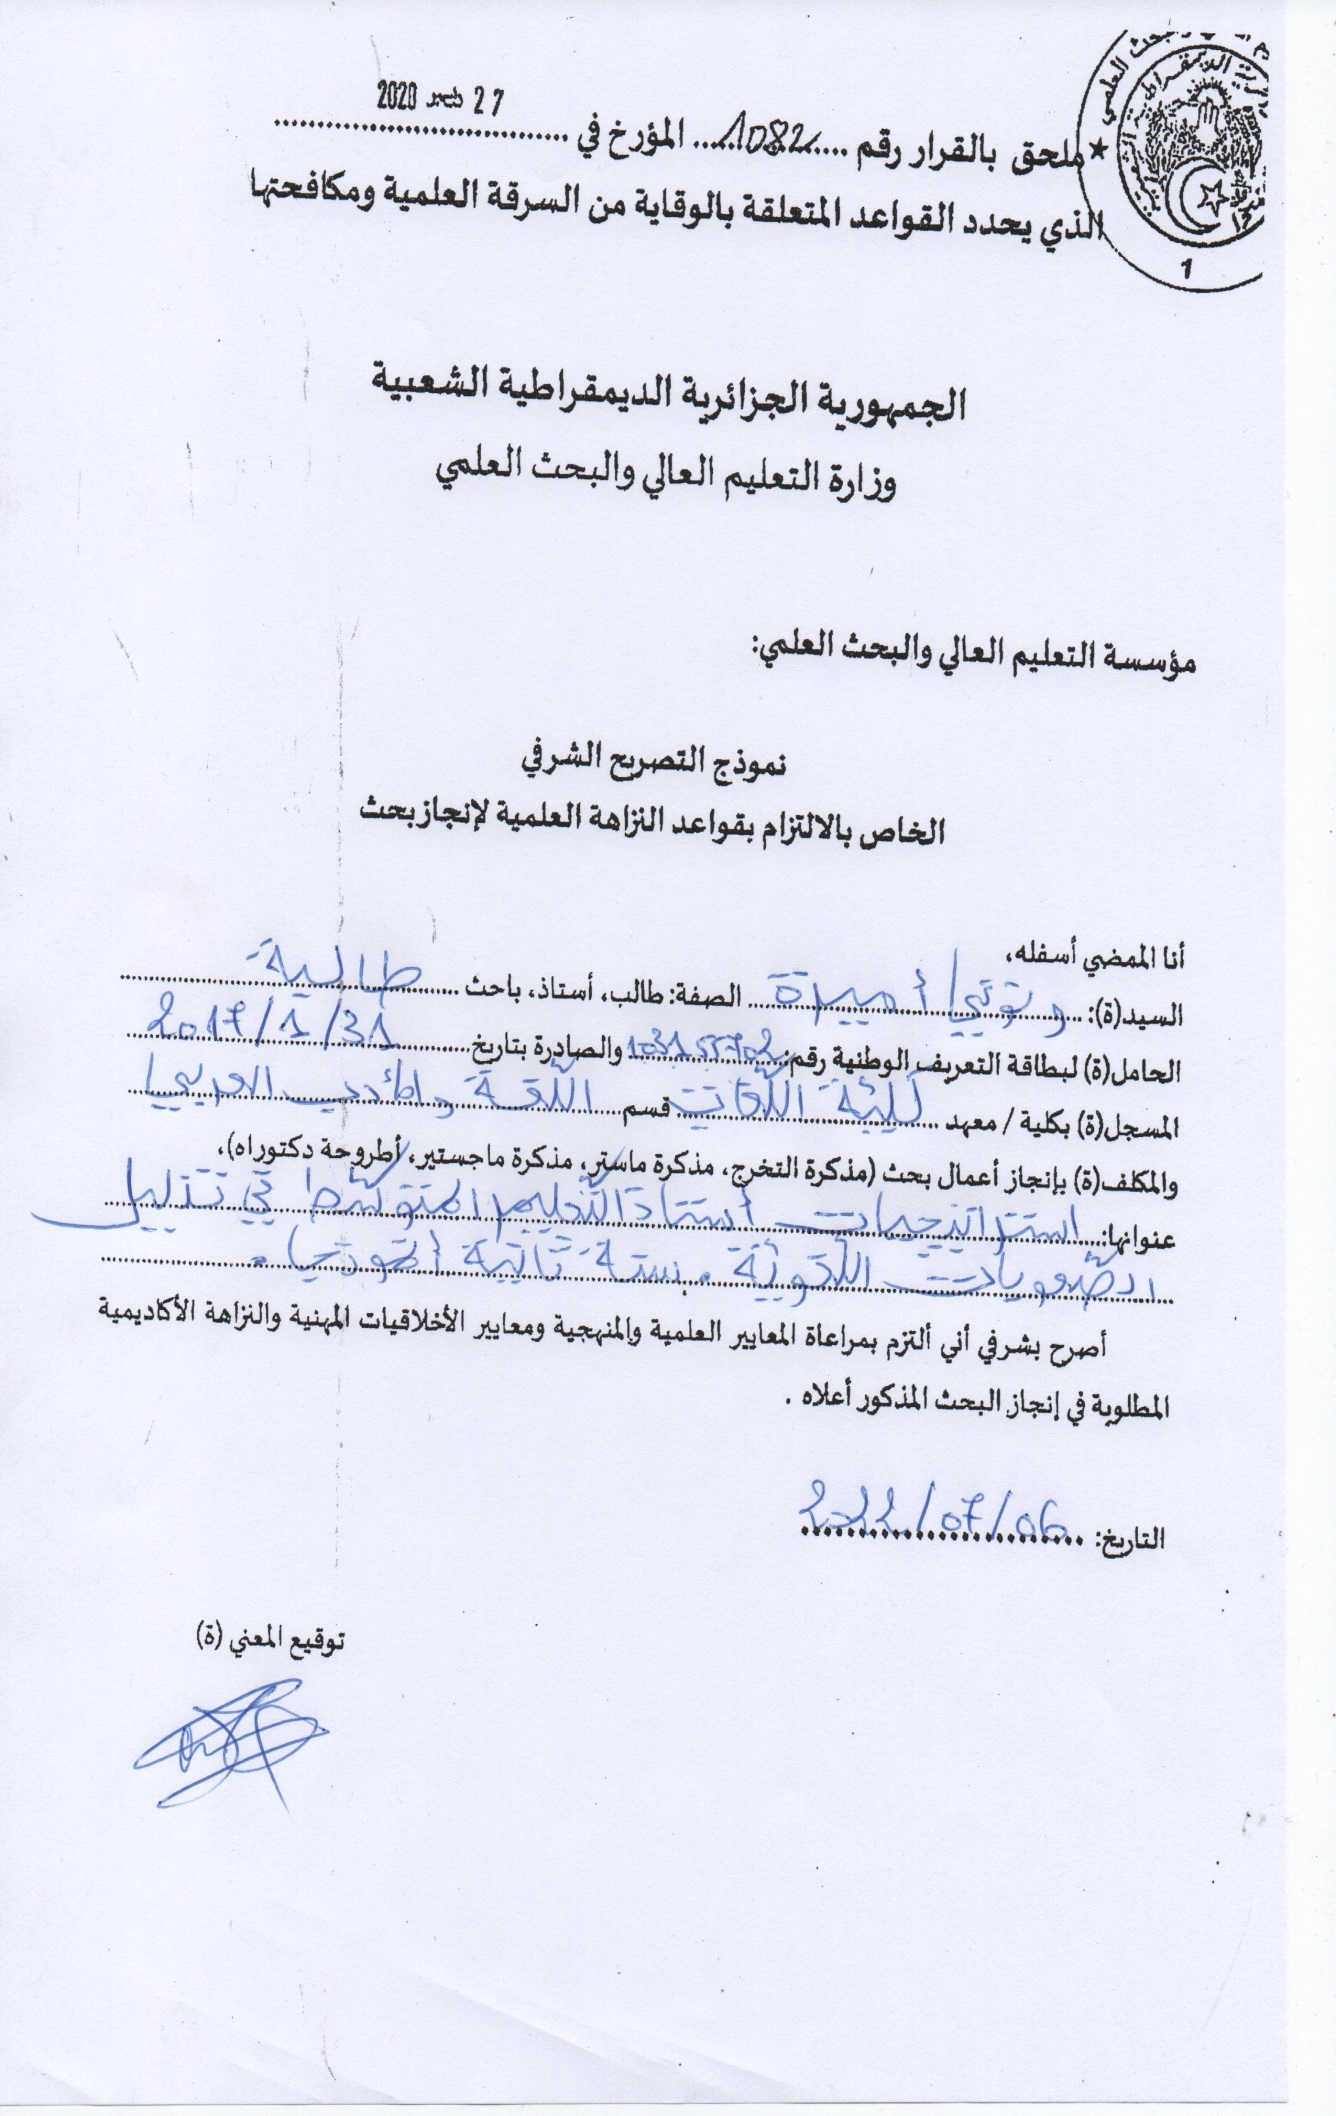 ملحق بالقرار رقم ...1082... المؤرخ في 27 ديسمبر 2020
الذي يحدد القواعد المتعلقة بالوقاية من السرقة العلمية ومكافحتها
1
الجمهورية الجزائرية الديمقراطية الشعبية
وزارة التعليم العالي والبحث العلمي
مؤسسة التعليم العالي والبحث العلمي:
نموذج التصريح الشرفي
الخاص بالالتزام بقواعد النزاهة العلمية لإنجاز بحث
أنا الممضي أسفله،
السيد(ة): أميرة الصفة: طالب، أستاذ، باحث طالبة
الحامل(ة) لبطاقة التعريف الوطنية رقم: والصادرة بتاريخ 2017/1/31
المسجل(ة) بكلية / معهد كلية اللغات قسم اللغة والأدب العربي
والمكلف(ة) بإنجاز أعمال بحث (مذكرة التخرج، مذكرة ماستر، مذكرة ماجستير، أطروحة دكتوراه)،
عنوانها: استراتيجيات أستاذ التعليم المتوسط في تذليل
الصعوبات اللغوية. سنة ثانية أنموذجا.
أصرح بشرفي أني ألتزم بمراعاة المعايير العلمية والمنهجية ومعايير الأخلاقيات المهنية والنزاهة الأكاديمية
المطلوبة في إنجاز البحث المذكور أعلاه .
التاريخ: 2022/07/06
توقيع المعني (ة)